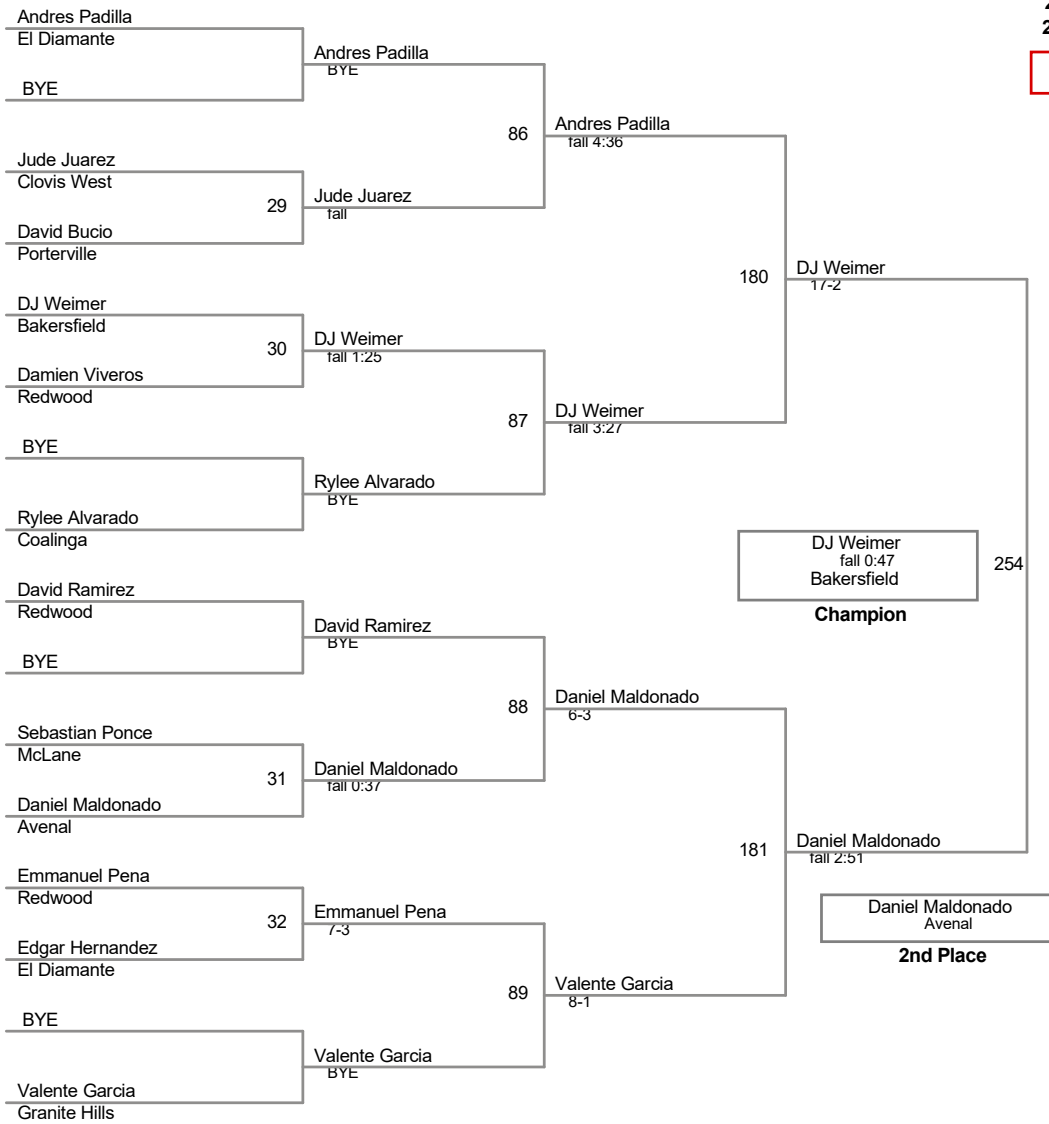 Andres Padilla
El Diamante
BYE
Jude Juarez
Clovis West
David Bucio
Porterville
DJ Weimer
Bakersfield
Damien Viveros
Redwood
BYE
Rylee Alvarado
Coalinga
David Ramirez
Redwood
BYE
Sebastian Ponce
McLane
Daniel Maldonado
Avenal
Emmanuel Pena
Redwood
Edgar Hernandez
El Diamante
BYE
Valente Garcia
Granite Hills
29
30
31
32
Andres Padilla
BYE
Jude Juarez
fall
DJ Weimer
fall 1:25
Rylee Alvarado
BYE
David Ramirez
BYE
Daniel Maldonado
fall 0:37
Emmanuel Pena
7-3
Valente Garcia
BYE
86
87
88
89
Andres Padilla
fall 4:36
DJ Weimer
fall 3:27
Daniel Maldonado
6-3
Valente Garcia
8-1
180
181
DJ Weimer
17-2
Daniel Maldonado
fall 2:51
254
DJ Weimer
fall 0:47
Bakersfield
Champion
Daniel Maldonado
Avenal
2nd Place